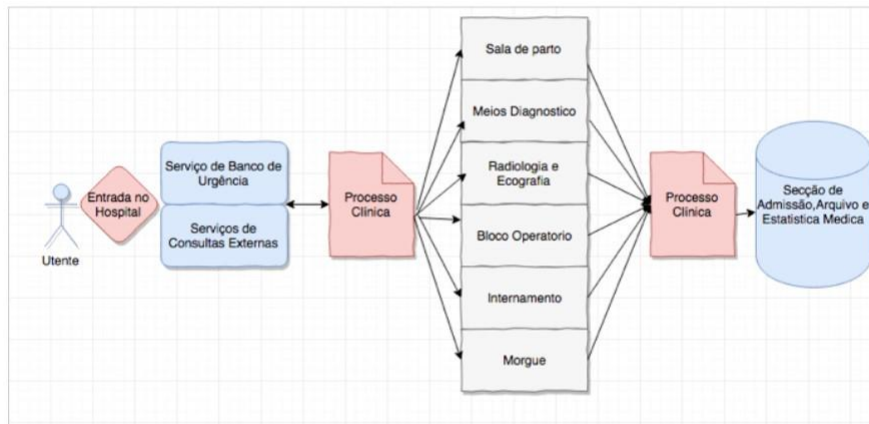 Utente
Entrada no
Hospital
Serviço de Banco de
Urgência
Serviços de
Consultas Externas
Processo
Clínica
Sala de parto
Meios Diagnostico
Radiologia e
Ecografia
Bloco Operatorio
Internamento
Morgue
Processo
Clínica
Secção de
Admissão,Arquivo e
Estatistica Medica